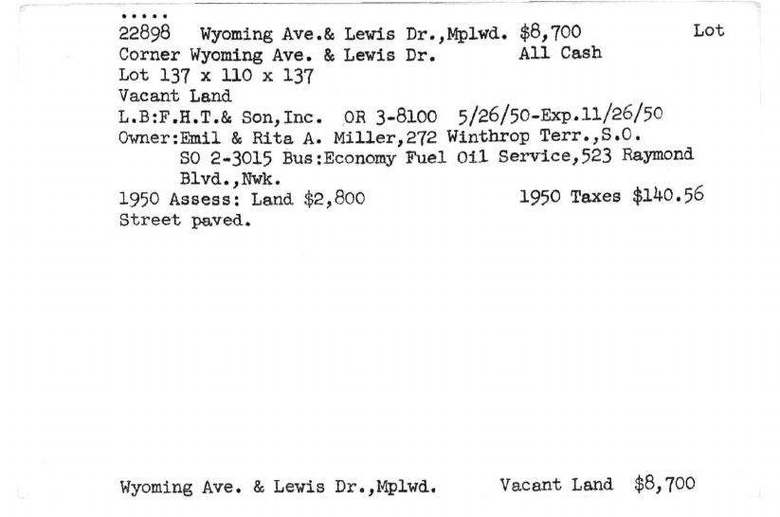 .....
22898 Wyoming Ave.& Lewis Dr.,Mplwd. $8,700 Lot
Corner Wyoming Ave. & Lewis Dr. All Cash
Lot 137 x 110 x 137
Vacant Land
L.B:F.H.T.& Son,Inc. OR 3-8100 5/26/50-Exp.11/26/50
Owner:Emil & Rita A. Miller,272 Winthrop Terr.,S.O.
SO 2-3015 Bus:Economy Fuel Oil Service,523 Raymond
Blvd.,Nwk.
1950 Assess: Land $2,800 1950 Taxes $140.56
Street paved.
Wyoming Ave. & Lewis Dr.,Mplwd. Vacant Land $8,700